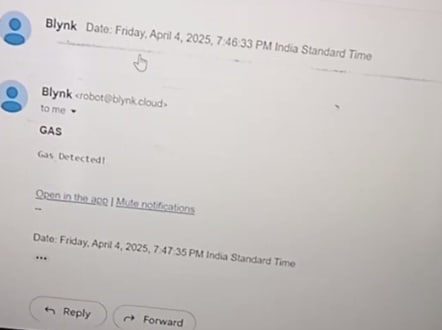 Blynk Date: Friday, April 4, 2025, 7:46:33 PM India Standard Time
Blynk <robot@blynk.cloud>
to me
GAS
Gas Detected!
Open in the app | Mute notifications
--
Date: Friday, April 4, 2025, 7:47:35 PM India Standard Time
...
Reply Forward